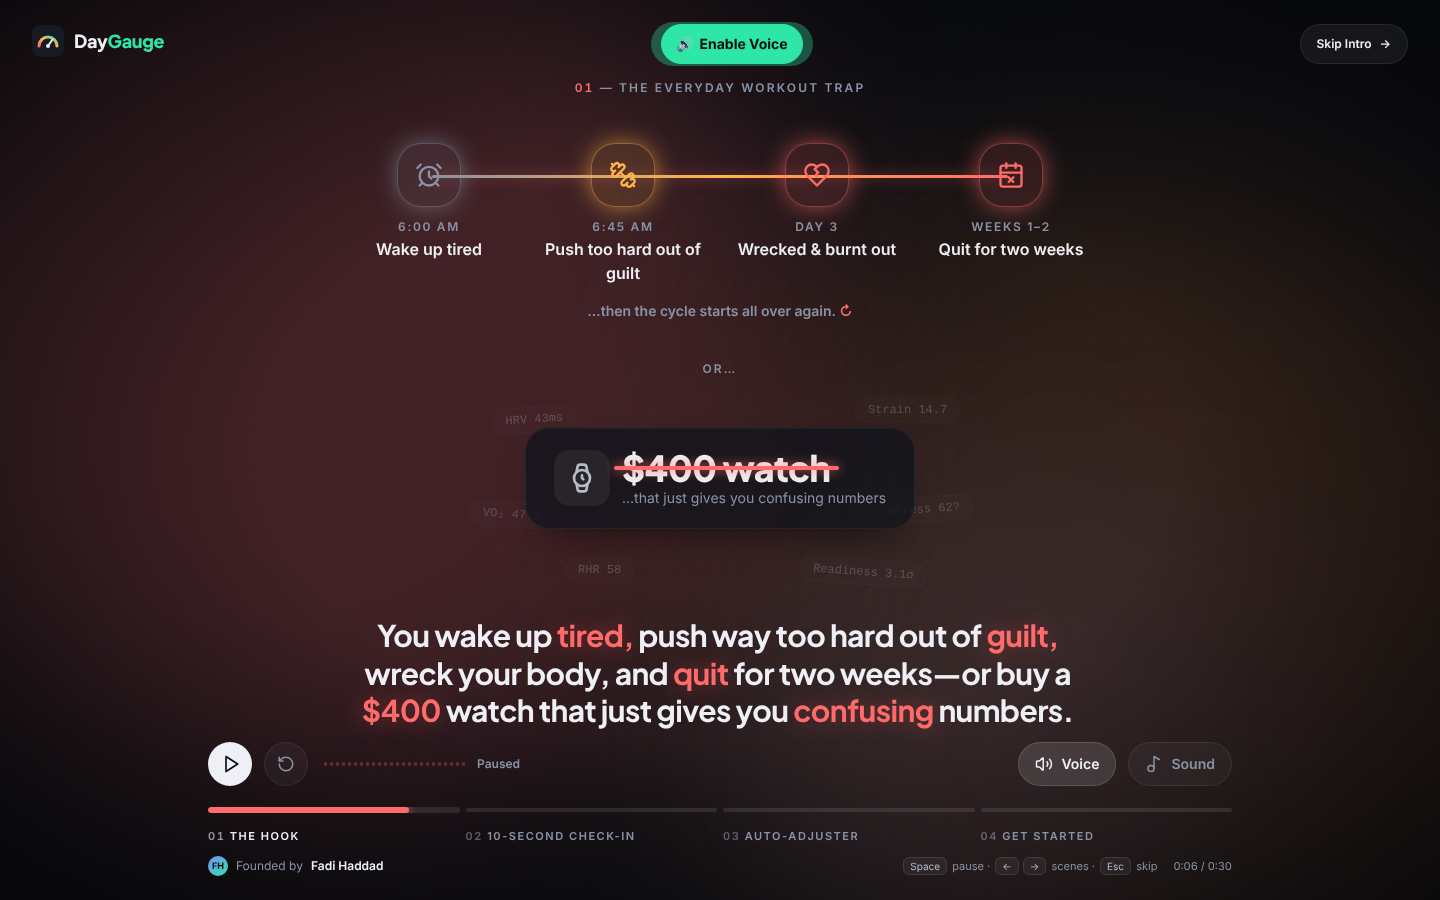 DayGauge
🔊 Enable Voice
Skip Intro →
01 — THE EVERYDAY WORKOUT TRAP
6:00 AM
Wake up tired
6:45 AM
Push too hard out of
guilt
DAY 3
Wrecked & burnt out
WEEKS 1–2
Quit for two weeks
...then the cycle starts all over again.
OR...
HRV 43ms
Strain 14.7
$400 watch
...that just gives you confusing numbers
VO₂ 47
62?
RHR 58
Readiness 3.1σ
You wake up tired, push way too hard out of guilt,
wreck your body, and quit for two weeks—or buy a
$400 watch that just gives you confusing numbers.
Paused
Voice
Sound
01 THE HOOK
02 10-SECOND CHECK-IN
03 AUTO-ADJUSTER
04 GET STARTED
FH Founded by Fadi Haddad
Space pause · ← → scenes · Esc skip 0:06 / 0:30